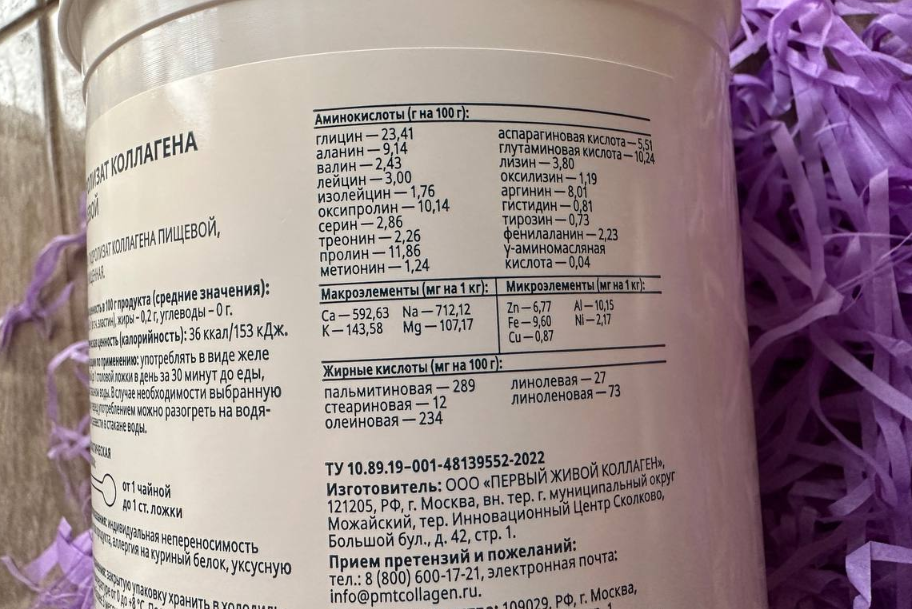 КОЛЛАГЕНА
КОЛЛАГЕНА ПИЩЕВОЙ,
100 г продукта (средние значения):
жиры – 0,2 г, углеводы – 0 г.
(калорийность): 36 ккал/153 кДж.
применению: употреблять в виде желе
ложки в день за 30 минут до еды,
воды. В случае необходимости выбранную
употреблением можно разогреть на водя-
в стакане воды.
от 1 чайной
до 1 ст. ложки
индивидуальная непереносимость
аллергия на куриный белок, уксусную
закрытую упаковку хранить в
от 0 до +8 °С.
Аминокислоты (г на 100 г):
глицин — 23,41
аланин — 9,14
валин — 2,43
лейцин — 3,00
изолейцин — 1,76
оксипролин — 10,14
серин — 2,86
треонин — 2,26
пролин — 11,86
метионин — 1,24
аспарагиновая кислота — 5,51
глутаминовая кислота — 10,24
лизин — 3,80
оксилизин — 1,19
аргинин — 8,01
гистидин — 0,81
тирозин — 0,73
фенилаланин — 2,23
γ-аминомасляная
кислота — 0,04
Макроэлементы (мг на 1 кг):
Ca — 592,63 Na — 712,12
K — 143,58 Mg — 107,17
Микроэлементы (мг на 1 кг):
Zn – 6,77 Al – 10,15
Fe – 9,60 Ni – 2,17
Cu – 0,87
Жирные кислоты (мг на 100 г):
пальмитиновая — 289
стеариновая — 12
олеиновая — 234
линолевая — 27
линоленовая — 73
ТУ 10.89.19–001-48139552-2022
Изготовитель: ООО «ПЕРВЫЙ ЖИВОЙ КОЛЛАГЕН»,
121205, РФ, г. Москва, вн. тер. г. муниципальный округ
Можайский, тер. Инновационный Центр Сколково,
Большой бул., д. 42, стр. 1.
Прием претензий и пожеланий:
тел.: 8 (800) 600-17-21, электронная почта:
info@pmtcollagen.ru.
109029, РФ, г. Москва,